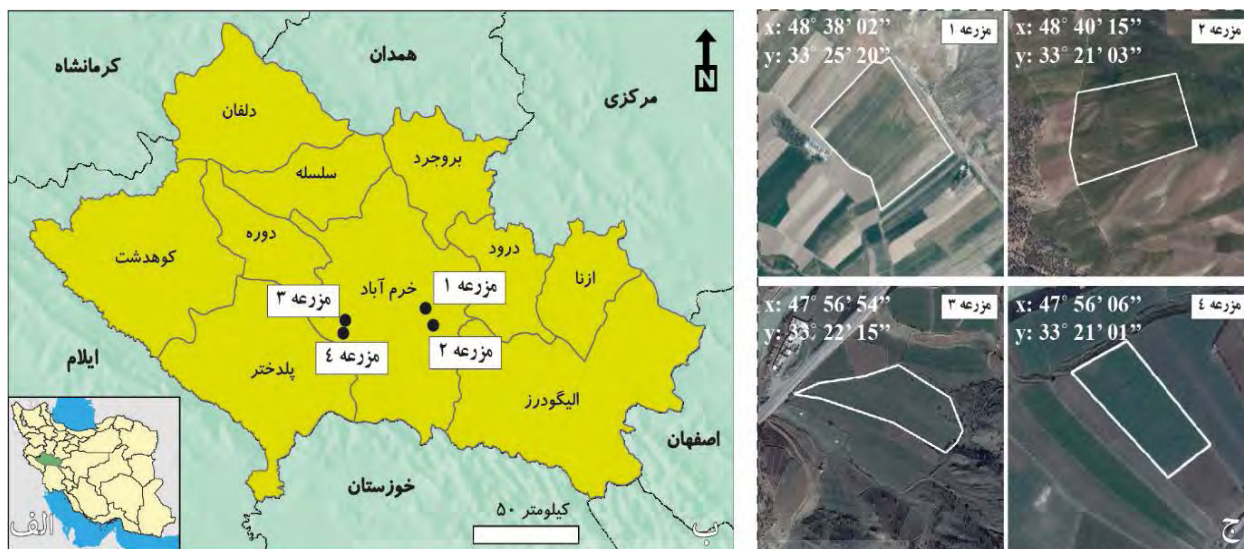 کرمانشاه
همدان
مرکزی
دلفان
بروجرد
سلسله
کوهدشت
دوره
درود
ازنا
خرم آباد
مزرعه ۱
مزرعه ۳
مزرعه ۴
مزرعه ۲
ایلام
پلدختر
الیگودرز
اصفهان
خوزستان
۵۰ کیلومتر
N
الف
ب
مزرعه ۱
x: 48° 38' 02''
y: 33° 25' 20''
مزرعه ۲
x: 48° 40' 15''
y: 33° 21' 03''
مزرعه ۳
x: 47° 56' 54''
y: 33° 22' 15''
مزرعه ۴
x: 47° 56' 06''
y: 33° 21' 01''
ج